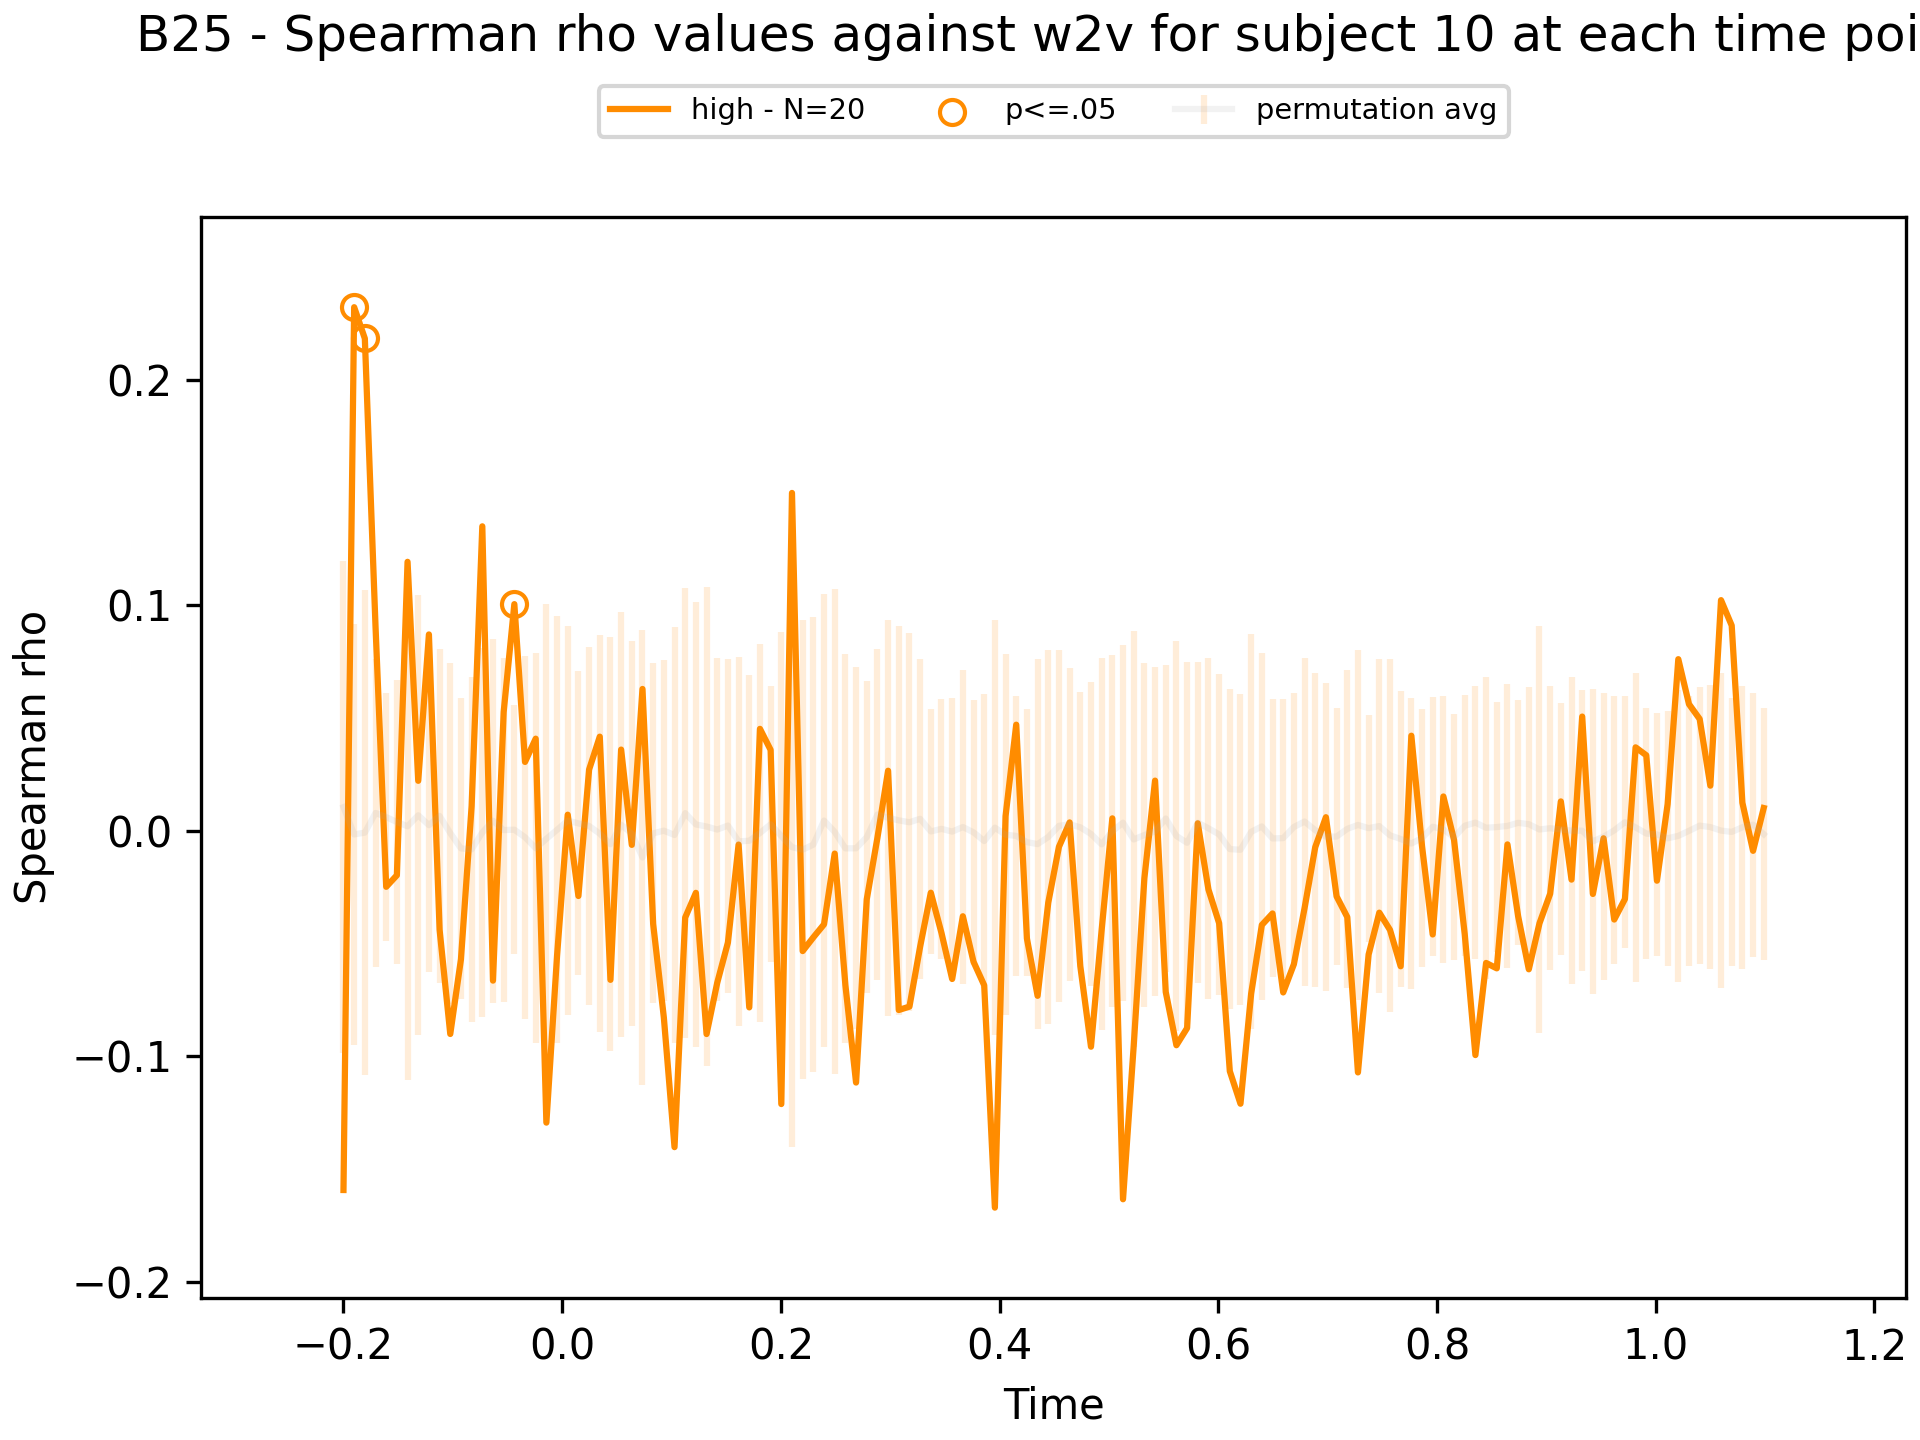 B25 - Spearman rho values against w2v for subject 10 at each time poi
high - N=20 p<=.05 permutation avg
0.2
0.1
0.0
−0.1
−0.2
Spearman rho
−0.2 0.0 0.2 0.4 0.6 0.8 1.0 1.2
Time